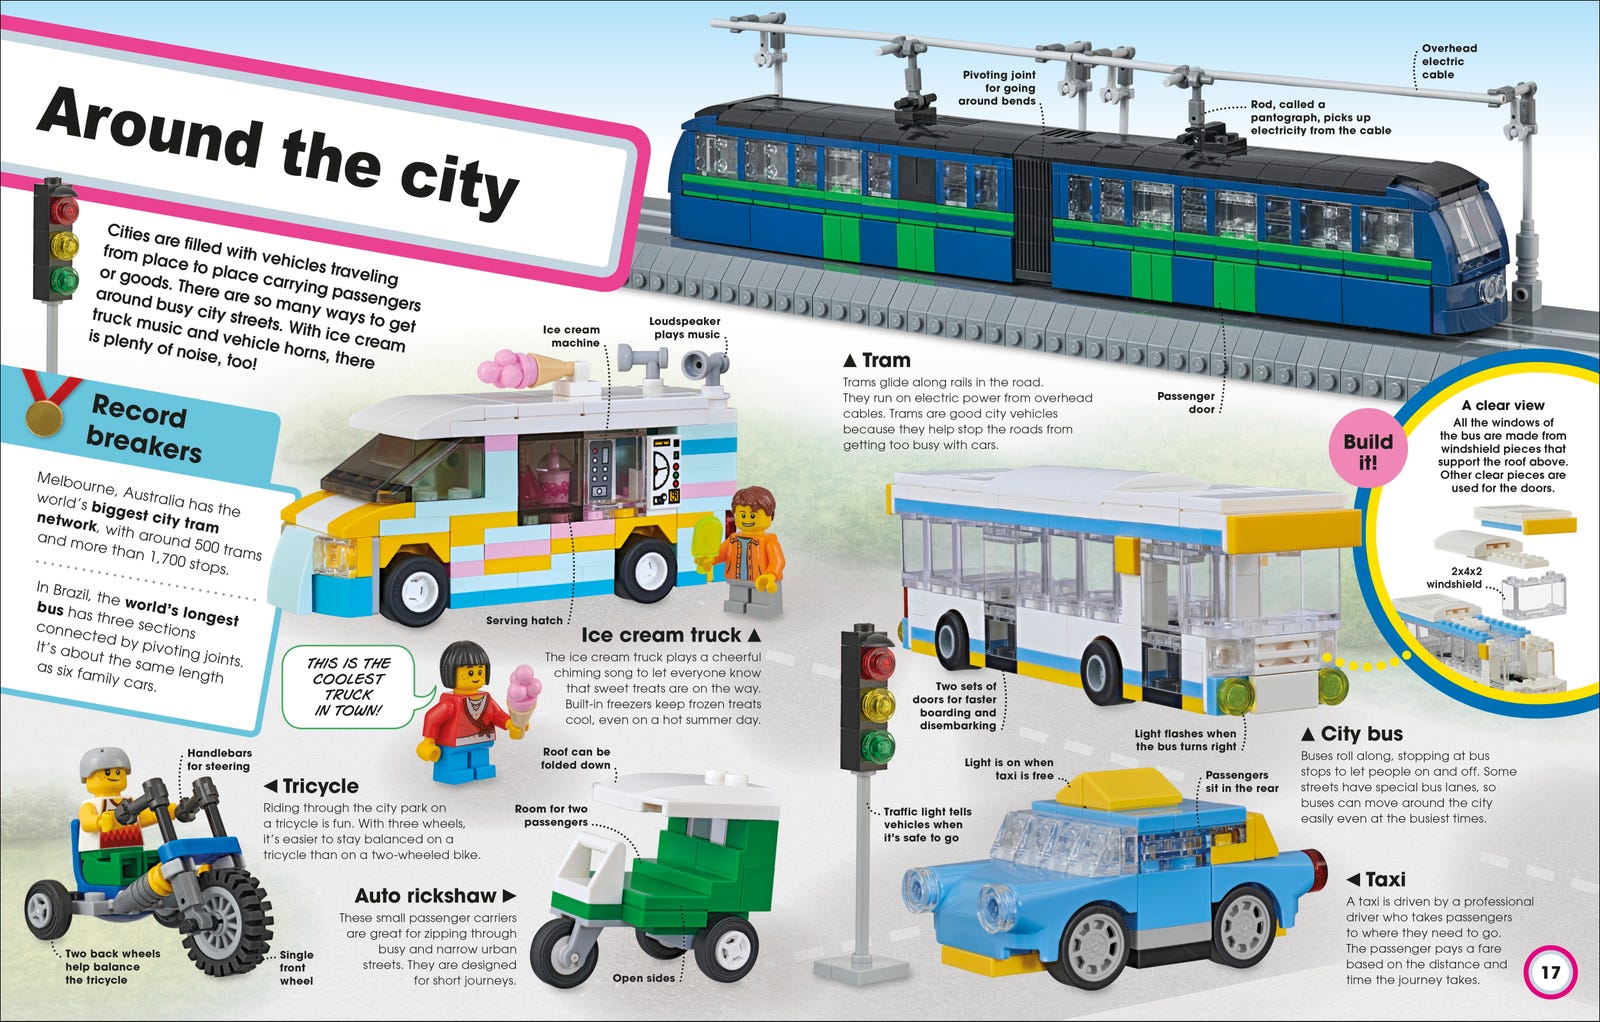 Around the city
Cities are filled with vehicles traveling
from place to place carrying passengers
or goods. There are so many ways to get
around busy city streets. With ice cream
truck music and vehicle horns, there
is plenty of noise, too!
Record
breakers
Melbourne, Australia has the
world's biggest city tram
network, with around 500 trams
and more than 1,700 stops.
In Brazil, the world's longest
bus has three sections
connected by pivoting joints.
It's about the same length
as six family cars.
Pivoting joint
for going
around bends
Overhead
electric
cable
Rod, called a
pantograph, picks up
electricity from the cable
Passenger
door
▲ Tram
Trams glide along rails in the road.
They run on electric power from overhead
cables. Trams are good city vehicles
because they help stop the roads from
getting too busy with cars.
Ice cream
machine
Loudspeaker
plays music
Serving hatch
Ice cream truck ▲
The ice cream truck plays a cheerful
chiming song to let everyone know
that sweet treats are on the way.
Built-in freezers keep frozen treats
cool, even on a hot summer day.
THIS IS THE
COOLEST
TRUCK
IN TOWN!
Build
it!
A clear view
All the windows of
the bus are made from
windshield pieces that
support the roof above.
Other clear pieces are
used for the doors.
2x4x2
windshield
Two sets of
doors for faster
boarding and
disembarking
Light flashes when
the bus turns right
▲ City bus
Buses roll along, stopping at bus
stops to let people on and off. Some
streets have special bus lanes, so
buses can move around the city
easily even at the busiest times.
Handlebars
for steering
◀ Tricycle
Riding through the city park on
a tricycle is fun. With three wheels,
it's easier to stay balanced on a
tricycle than on a two-wheeled bike.
Two back wheels
help balance
the tricycle
Single
front
wheel
Roof can be
folded down
Room for two
passengers
Auto rickshaw ▶
These small passenger carriers
are great for zipping through
busy and narrow urban
streets. They are designed
for short journeys.
Open sides
Traffic light tells
vehicles when
it's safe to go
Light is on when
taxi is free
Passengers
sit in the rear
◀ Taxi
A taxi is driven by a professional
driver who takes passengers
to where they need to go.
The passenger pays a fare
based on the distance and
time the journey takes.
17